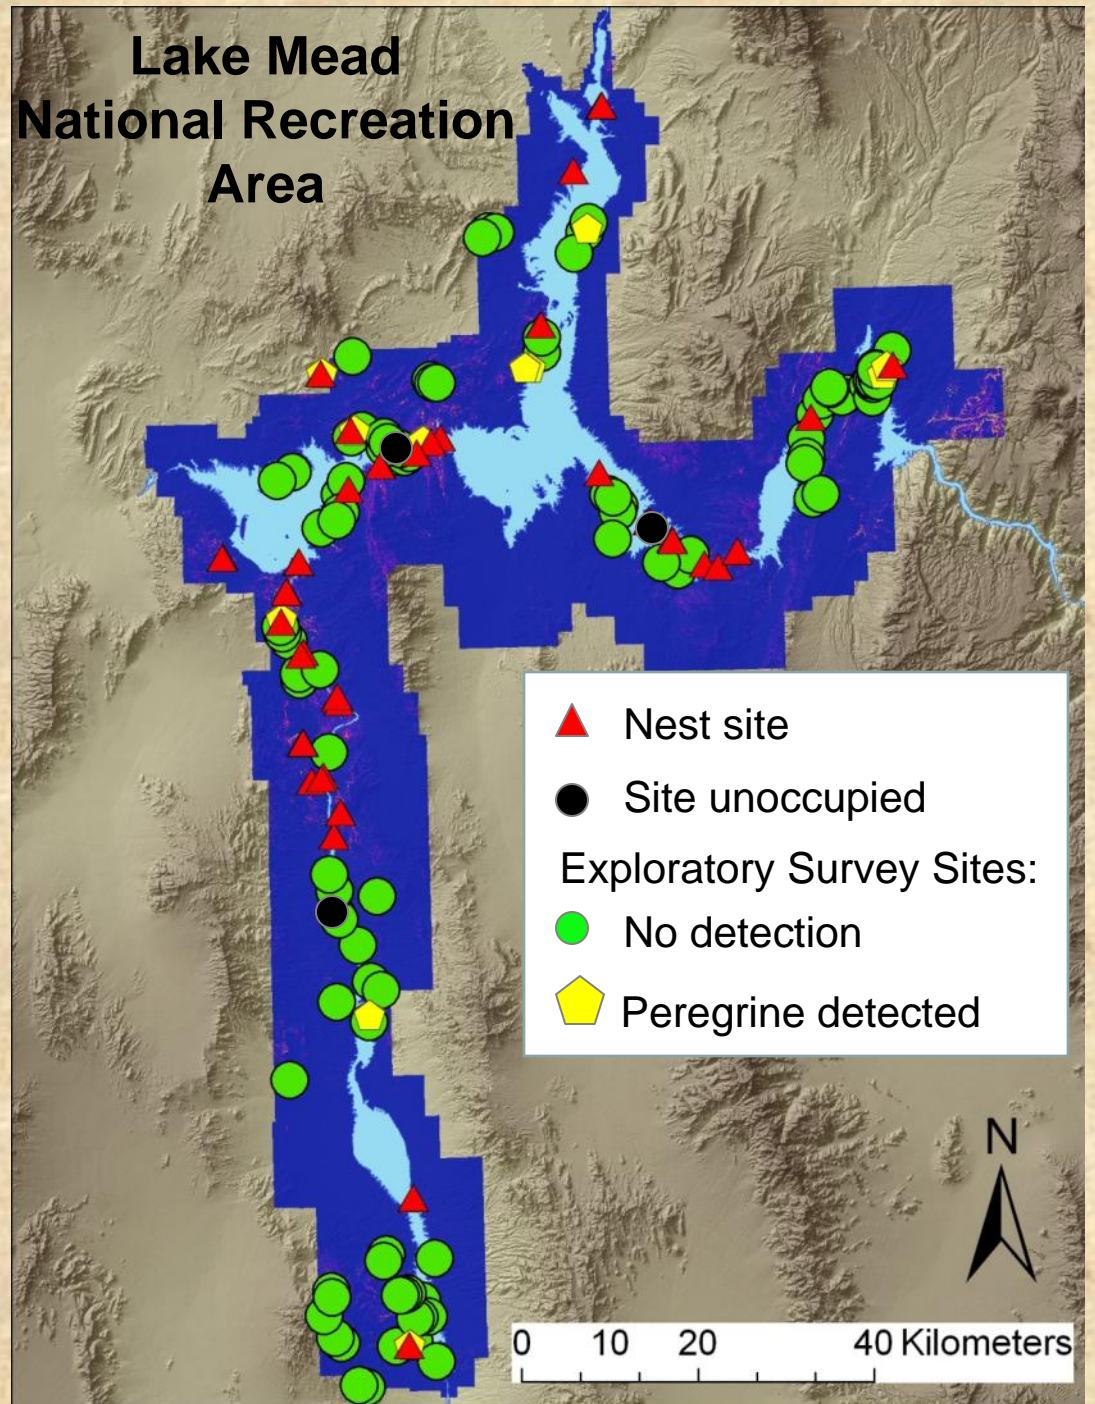 Lake Mead
National Recreation
Area
Nest site
Site unoccupied
Exploratory Survey Sites:
No detection
Peregrine detected
N
0 10 20 40 Kilometers